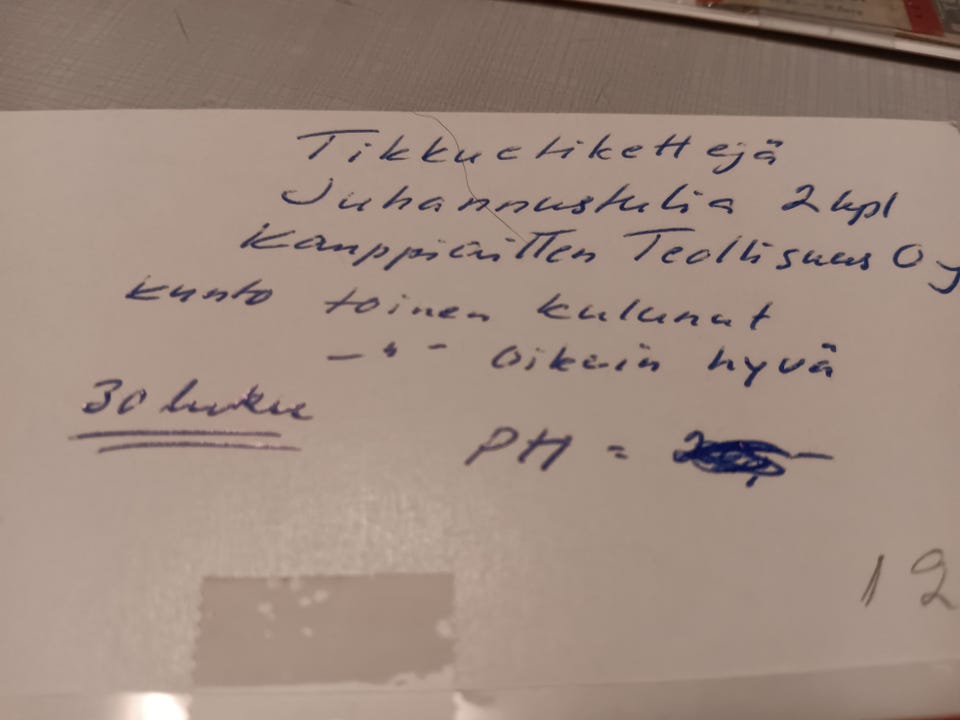 Tikkuetikettejä
Juhannustulia 2 kpl
Kauppiaitten Teollisuus Oy
Kunto toinen kulunut
— " — Oikein hyvä
30 luku
PH =
12